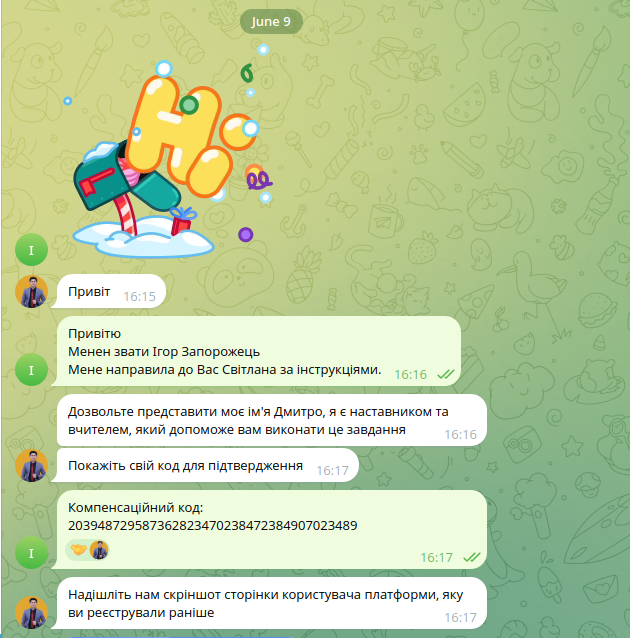 June 9
Hi
I
Привіт 16:15
Привітю
Менен звати Ігор Запорожець
Мене направила до Вас Світлана за інструкціями. 16:16
I
Дозвольте представити моє ім'я Дмитро, я є наставником та
вчителем, який допоможе вам виконати це завдання 16:16
Покажіть свій код для підтвердження 16:17
Компенсаційний код:
20394872958736282347023847238490702​3489
I
16:17
Надішліть нам скріншот сторінки користувача платформи, яку
ви реєстрували раніше 16:17